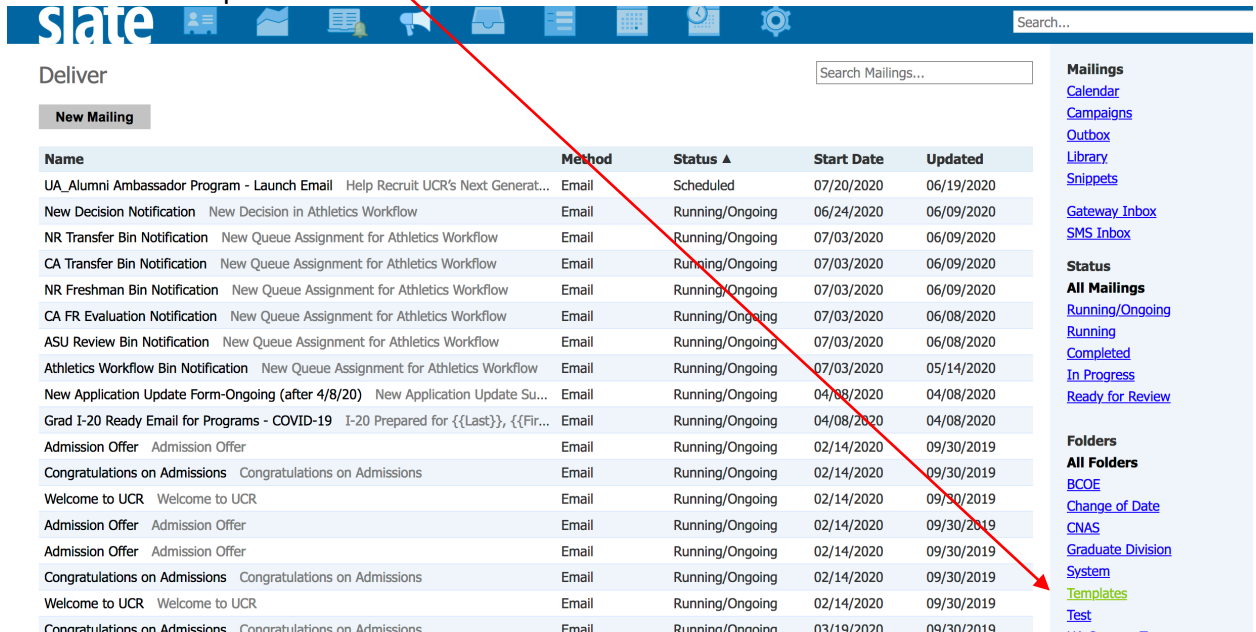 slate
Search...
Deliver
Search Mailings...
New Mailing
Name Method Status ▲ Start Date Updated
UA_Alumni Ambassador Program - Launch Email Help Recruit UCR's Next Generat... Email Scheduled 07/20/2020 06/19/2020
New Decision Notification New Decision in Athletics Workflow Email Running/Ongoing 06/24/2020 06/09/2020
NR Transfer Bin Notification New Queue Assignment for Athletics Workflow Email Running/Ongoing 07/03/2020 06/09/2020
CA Transfer Bin Notification New Queue Assignment for Athletics Workflow Email Running/Ongoing 07/03/2020 06/09/2020
NR Freshman Bin Notification New Queue Assignment for Athletics Workflow Email Running/Ongoing 07/03/2020 06/09/2020
CA FR Evaluation Notification New Queue Assignment for Athletics Workflow Email Running/Ongoing 07/03/2020 06/08/2020
ASU Review Bin Notification New Queue Assignment for Athletics Workflow Email Running/Ongoing 07/03/2020 06/08/2020
Athletics Workflow Bin Notification New Queue Assignment for Athletics Workflow Email Running/Ongoing 07/03/2020 05/14/2020
New Application Update Form-Ongoing (after 4/8/20) New Application Update Su... Email Running/Ongoing 04/08/2020 04/08/2020
Grad I-20 Ready Email for Programs - COVID-19 I-20 Prepared for {{Last}}, {{Fir... Email Running/Ongoing 04/08/2020 04/08/2020
Admission Offer Admission Offer Email Running/Ongoing 02/14/2020 09/30/2019
Congratulations on Admissions Congratulations on Admissions Email Running/Ongoing 02/14/2020 09/30/2019
Welcome to UCR Welcome to UCR Email Running/Ongoing 02/14/2020 09/30/2019
Admission Offer Admission Offer Email Running/Ongoing 02/14/2020 09/30/2019
Admission Offer Admission Offer Email Running/Ongoing 02/14/2020 09/30/2019
Congratulations on Admissions Congratulations on Admissions Email Running/Ongoing 02/14/2020 09/30/2019
Welcome to UCR Welcome to UCR Email Running/Ongoing 02/14/2020 09/30/2019
Congratulations on Admissions Congratulations on Admissions Email Running/Ongoing 03/19/2020 09/30/2019
Mailings
Calendar
Campaigns
Outbox
Library
Snippets
Gateway Inbox
SMS Inbox
Status
All Mailings
Running/Ongoing
Running
Completed
In Progress
Ready for Review
Folders
All Folders
BCOE
Change of Date
CNAS
Graduate Division
System
Templates
Test